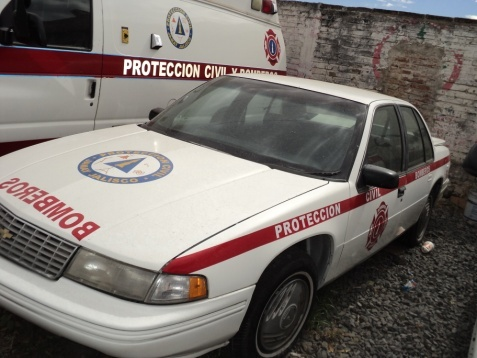 PROTECCION CIVIL Y BOMBEROS
JALISCO
BOMBEROS
PROTECCION CIVIL BOMBEROS